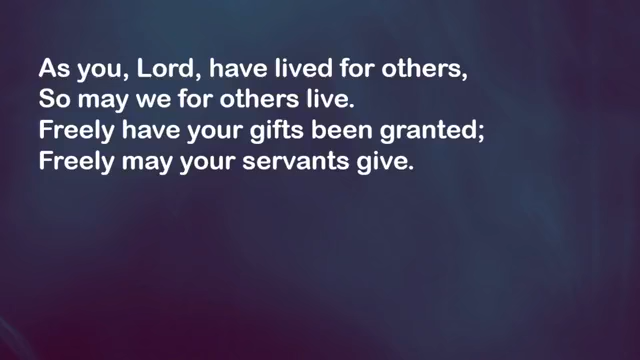 As you, Lord, have lived for others,
So may we for others live.
Freely have your gifts been granted;
Freely may your servants give.